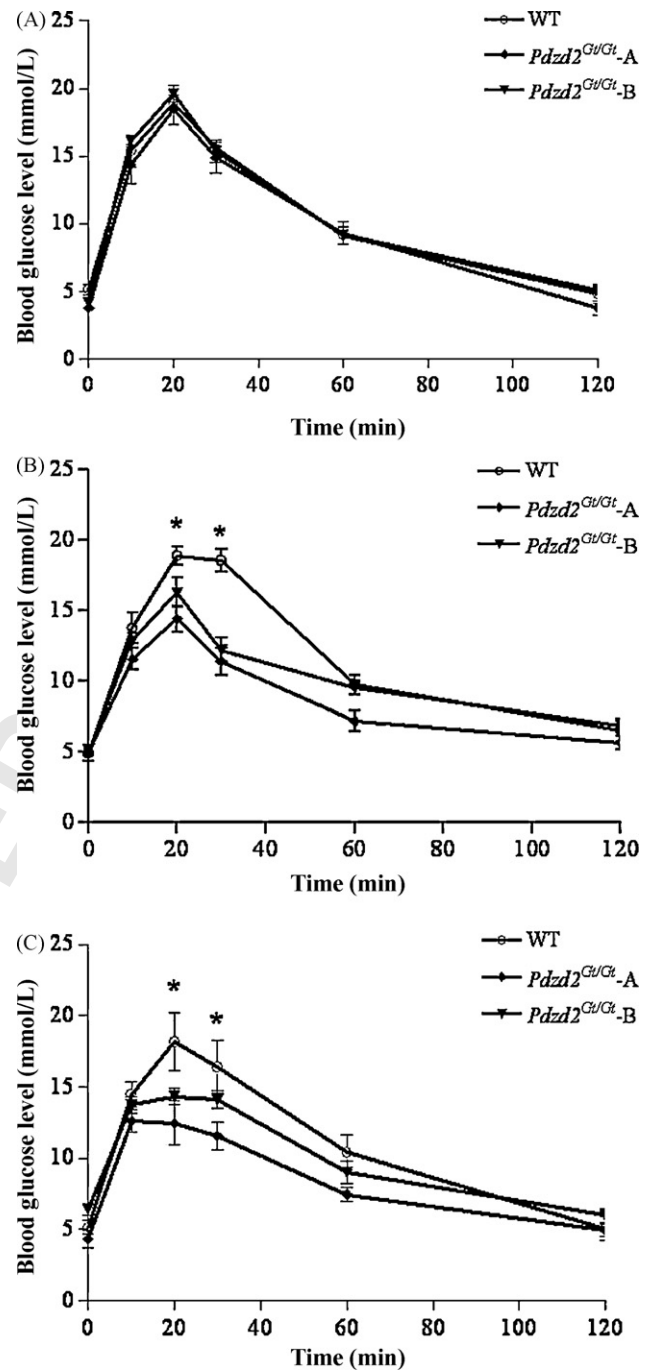 (A)
WT
Pdzd2Gt/Gt-A
Pdzd2Gt/Gt-B
25
20
15
10
5
0
Blood glucose level (mmol/L)
0 20 40 60 80 100 120
Time (min)
(B)
WT
Pdzd2Gt/Gt-A
Pdzd2Gt/Gt-B
25
20
15
10
5
0
* *
Blood glucose level (mmol/L)
0 20 40 60 80 100 120
Time (min)
(C)
WT
Pdzd2Gt/Gt-A
Pdzd2Gt/Gt-B
25
20
15
10
5
0
* *
Blood glucose level (mmol/L)
0 20 40 60 80 100 120
Time (min)